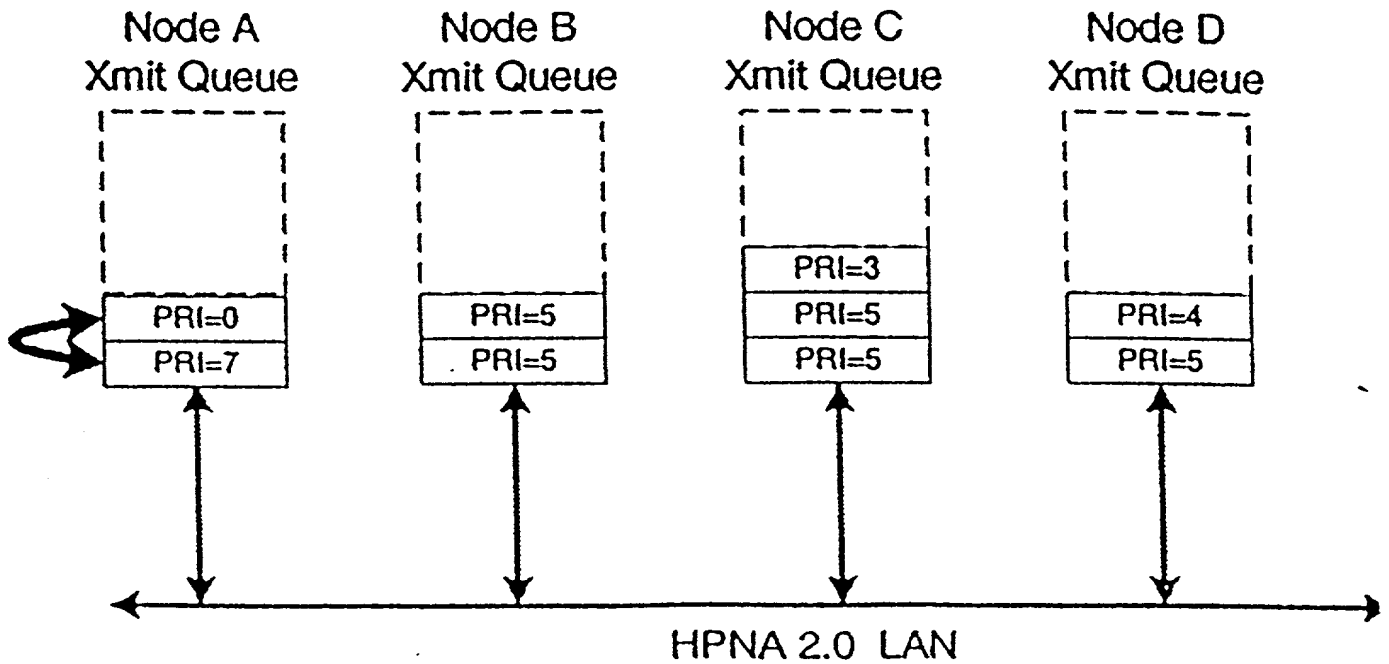 Node A
Xmit Queue
Node B
Xmit Queue
Node C
Xmit Queue
Node D
Xmit Queue
PRI=0
PRI=7
PRI=5
PRI=5
PRI=3
PRI=5
PRI=5
PRI=4
PRI=5
HPNA 2.0 LAN